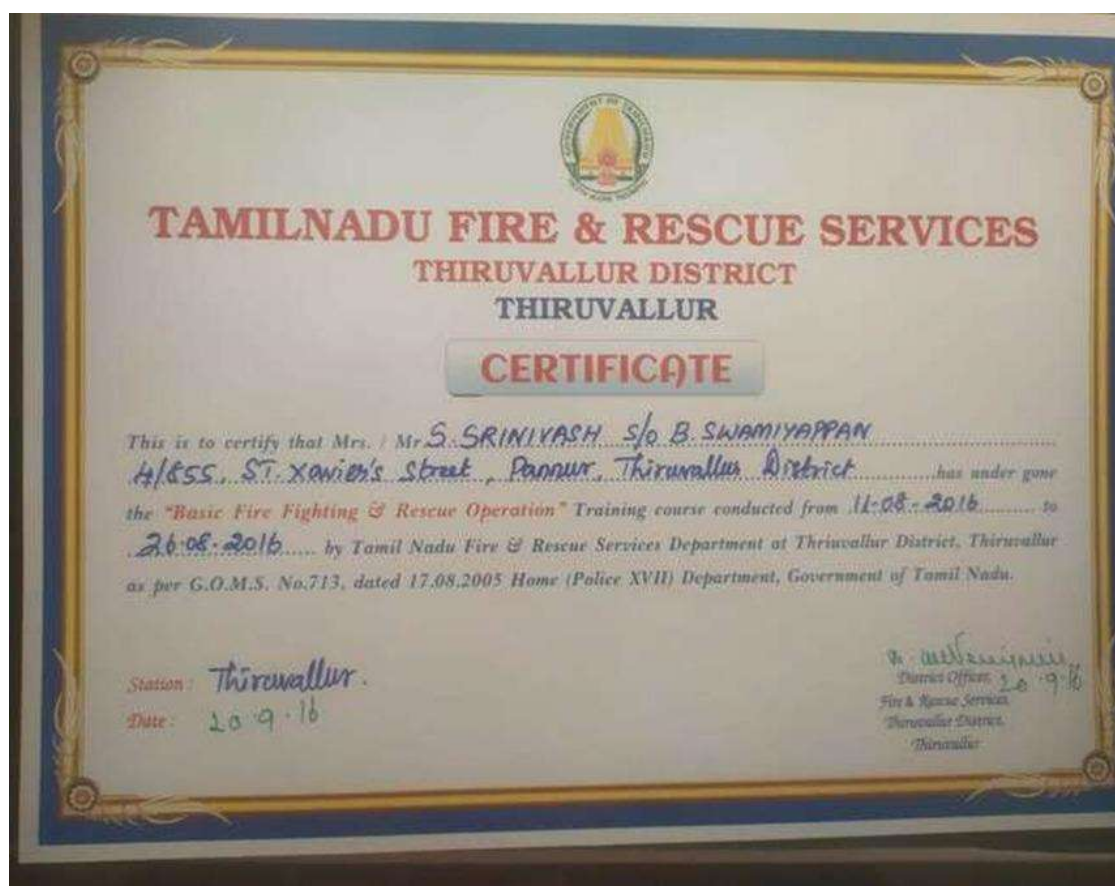 GOVERNMENT OF TAMILNADU
TAMILNADU FIRE & RESCUE SERVICES
THIRUVALLUR DISTRICT
THIRUVALLUR
CERTIFICATE
This is to certify that Mrs. / Mr S. SRINIVASH S/o B. SWAMIYAPPAN
4/855, ST. Xavier's Street, Pannur, Thiruvallur District has under gone
the "Basic Fire Fighting & Rescue Operation" Training course conducted from 11-08-2016 to
26-08-2016 by Tamil Nadu Fire & Rescue Services Department at Thriuvallur District, Thiruvallur
as per G.O.M.S. No.713, dated 17.08.2005 Home (Police XVII) Department, Government of Tamil Nadu.
Station : Thiruvallur.
Date : 20.9.16
District Officer, 20.9.16
Fire & Rescue Services,
Thiruvallur District,
Thiruvallur